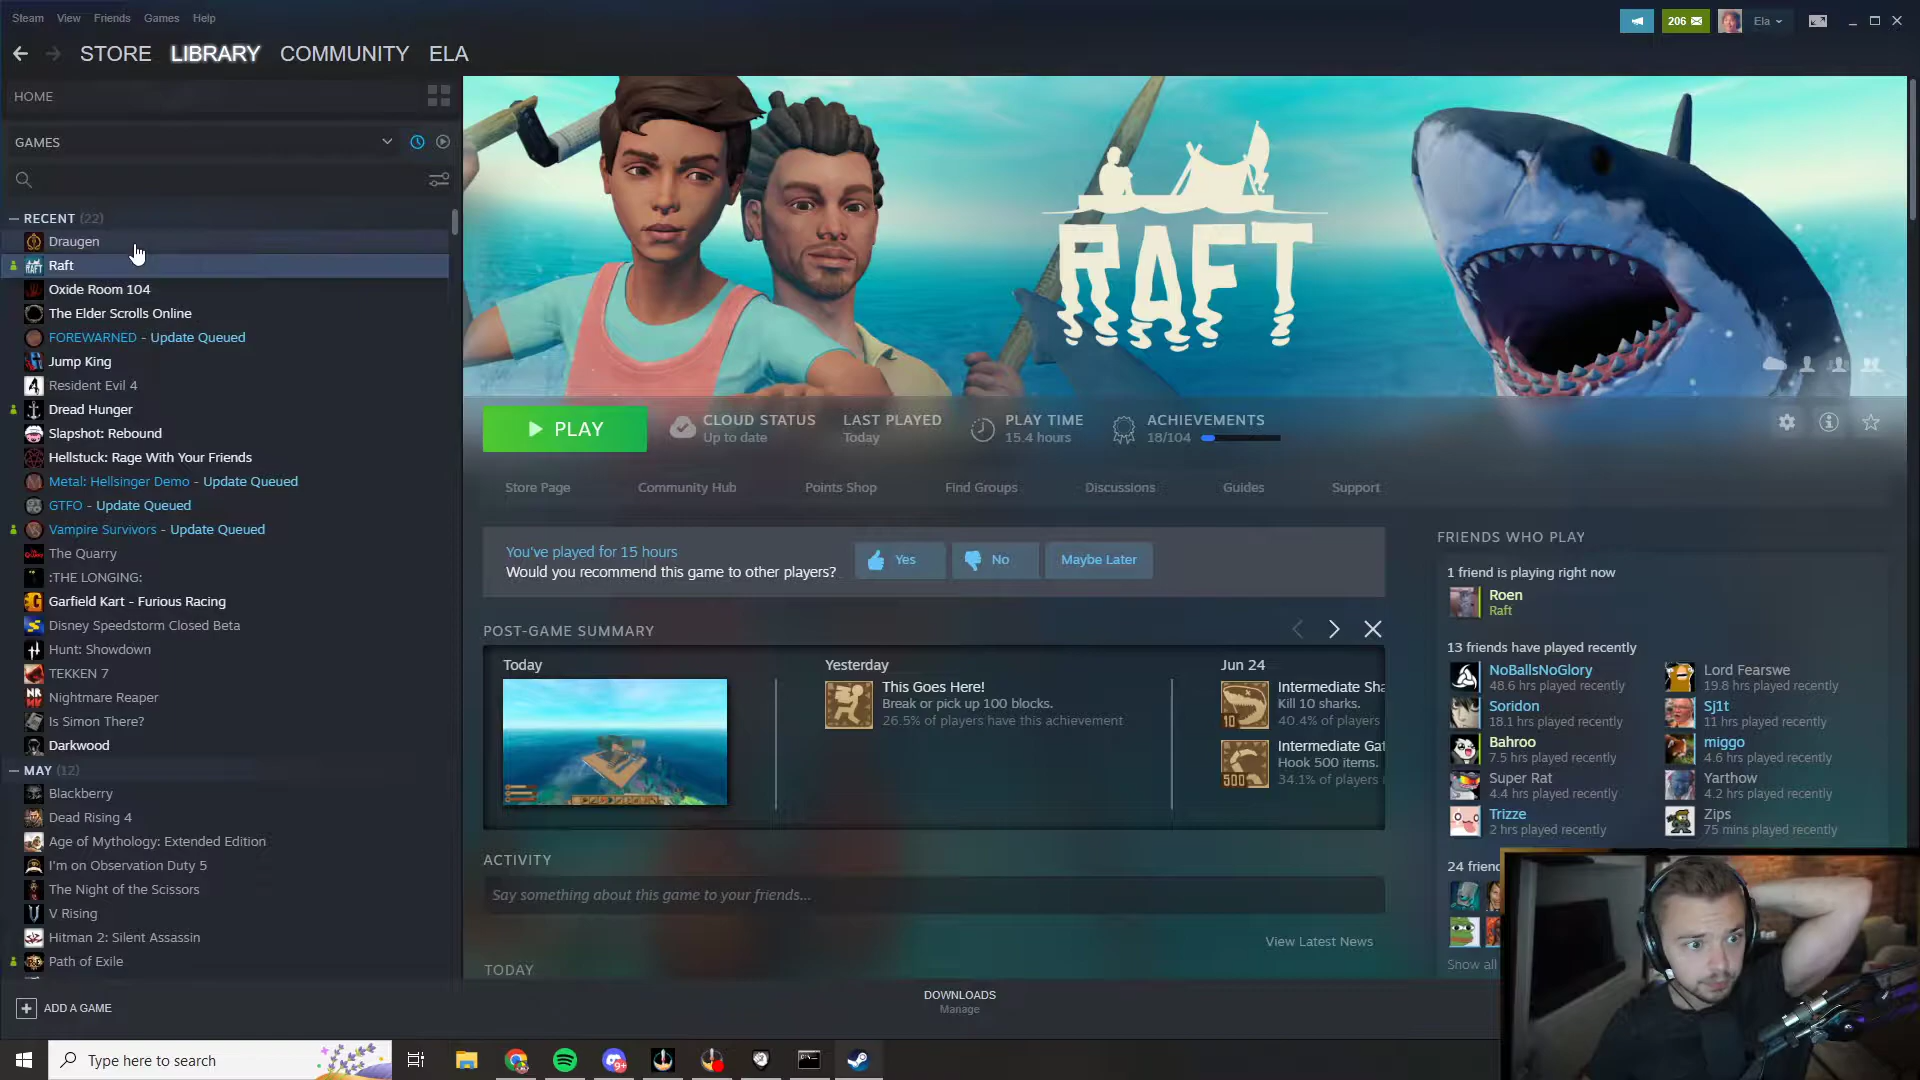 Steam View Friends Games Help
206
Ela
STORE LIBRARY COMMUNITY ELA
HOME
GAMES
RECENT (22)
Draugen
Raft
Oxide Room 104
The Elder Scrolls Online
FOREWARNED - Update Queued
Jump King
Resident Evil 4
Dread Hunger
Slapshot: Rebound
Hellstuck: Rage With Your Friends
Metal: Hellsinger Demo - Update Queued
GTFO - Update Queued
Vampire Survivors - Update Queued
The Quarry
:THE LONGING:
Garfield Kart - Furious Racing
Disney Speedstorm Closed Beta
Hunt: Showdown
TEKKEN 7
Nightmare Reaper
Is Simon There?
Darkwood
MAY (12)
Blackberry
Dead Rising 4
Age of Mythology: Extended Edition
I'm on Observation Duty 5
The Night of the Scissors
V Rising
Hitman 2: Silent Assassin
Path of Exile
ADD A GAME
RAFT
PLAY
CLOUD STATUS
Up to date
LAST PLAYED
Today
PLAY TIME
15.4 hours
ACHIEVEMENTS
18/104
Store Page Community Hub Points Shop Find Groups Discussions Guides Support
You've played for 15 hours
Would you recommend this game to other players?
Yes No Maybe Later
POST-GAME SUMMARY
Today
Yesterday
This Goes Here!
Break or pick up 100 blocks.
26.5% of players have this achievement
Jun 24
10
Intermediate Sha
Kill 10 sharks.
40.4% of players
500
Intermediate Gat
Hook 500 items.
34.1% of players
ACTIVITY
Say something about this game to your friends...
View Latest News
TODAY
FRIENDS WHO PLAY
1 friend is playing right now
Roen
Raft
13 friends have played recently
NoBallsNoGlory
48.6 hrs played recently
Lord Fearswe
19.8 hrs played recently
Soridon
18.1 hrs played recently
Sj1t
11 hrs played recently
Bahroo
7.5 hrs played recently
miggo
4.6 hrs played recently
Super Rat
4.4 hrs played recently
Yarthow
4.2 hrs played recently
Trizze
2 hrs played recently
Zips
75 mins played recently
24 frien
Show all
DOWNLOADS
Manage
Type here to search
9+